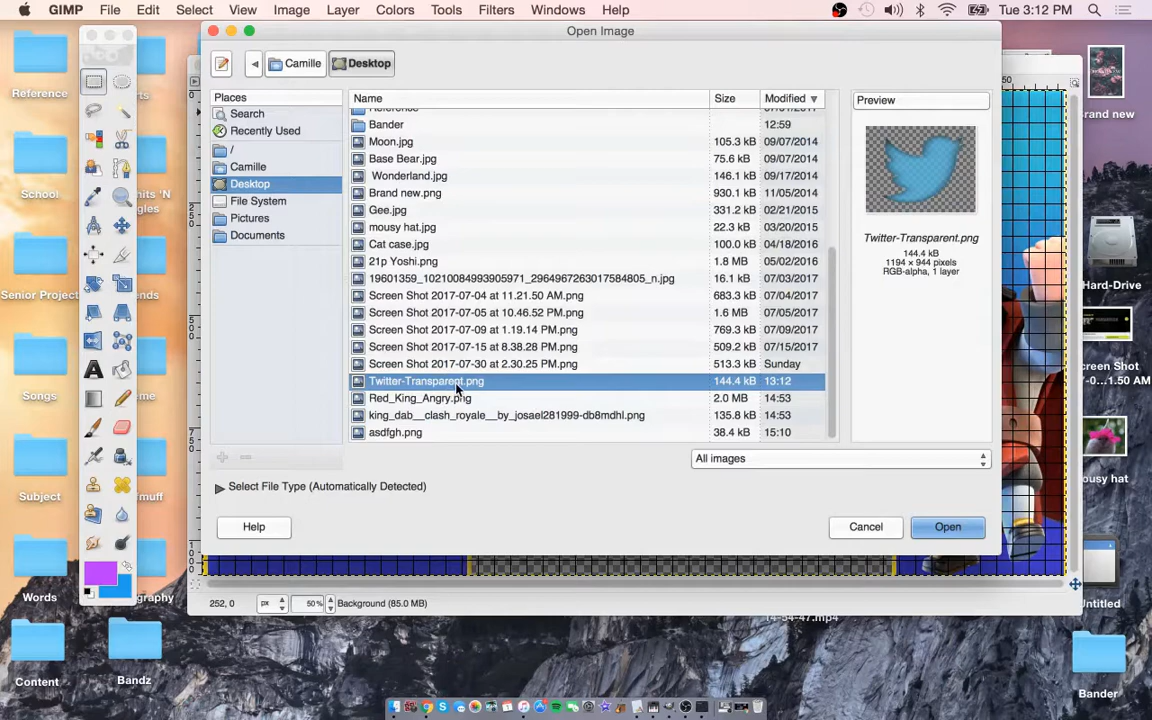 GIMP File Edit Select View Image Layer Colors Tools Filters Windows Help Tue 3:12 PM
Open Image
Camille Desktop
Places Name Size Modified Preview
Search
Recently Used
/
Camille
Desktop
File System
Pictures
Documents
Bander 12:59
Moon.jpg 105.3 kB 09/07/2014
Base Bear.jpg 75.6 kB 09/07/2014
Wonderland.jpg 146.1 kB 09/17/2014
Brand new.png 930.1 kB 11/05/2014
Gee.jpg 331.2 kB 02/21/2015
mousy hat.jpg 22.3 kB 03/20/2015
Cat case.jpg 100.0 kB 04/18/2016
21p Yoshi.png 1.8 MB 05/02/2016
19601359_10210084993905971_2964967263017584805_n.jpg 16.1 kB 07/03/2017
Screen Shot 2017-07-04 at 11.21.50 AM.png 683.3 kB 07/04/2017
Screen Shot 2017-07-05 at 10.46.52 PM.png 1.6 MB 07/05/2017
Screen Shot 2017-07-09 at 1.19.14 PM.png 769.3 kB 07/09/2017
Screen Shot 2017-07-15 at 8.38.28 PM.png 509.2 kB 07/15/2017
Screen Shot 2017-07-30 at 2.30.25 PM.png 513.3 kB Sunday
Twitter-Transparent.png 144.4 kB 13:12
Red_King_Angry.png 2.0 MB 14:53
king_dab__clash_royale__by_josael281999-db8mdhl.png 135.8 kB 14:53
asdfgh.png 38.4 kB 15:10
Twitter-Transparent.png
144.4 kB
1194 × 944 pixels
RGB-alpha, 1 layer
All images
Select File Type (Automatically Detected)
Help Cancel Open
252, 0 px 50% Background (85.0 MB)
14-54-47.mp4
Reference
School
Senior Project
Songs
Subject
Words
Content
Bandz
rand new
Hard-Drive
creen Shot
7-0...1.50 AM
ousy hat
Untitled
Bander